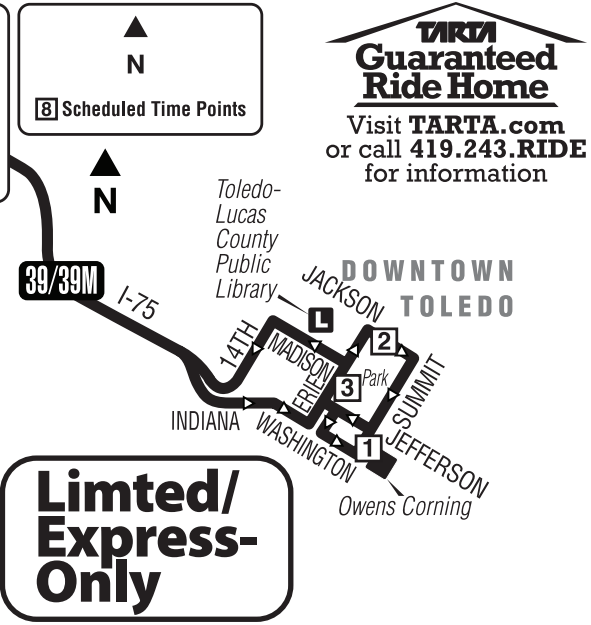 N
8 Scheduled Time Points
TARTA
Guaranteed
Ride Home
Visit TARTA.com
or call 419.243.RIDE
for information
N
Toledo-
Lucas
County
Public
Library
DOWNTOWN
TOLEDO
39/39M
I-75
JACKSON
L
14TH
MADISON
2
ERIE
3
Park
SUMMIT
INDIANA
WASHINGTON
1
JEFFERSON
Owens Corning
Limted/
Express-
Only